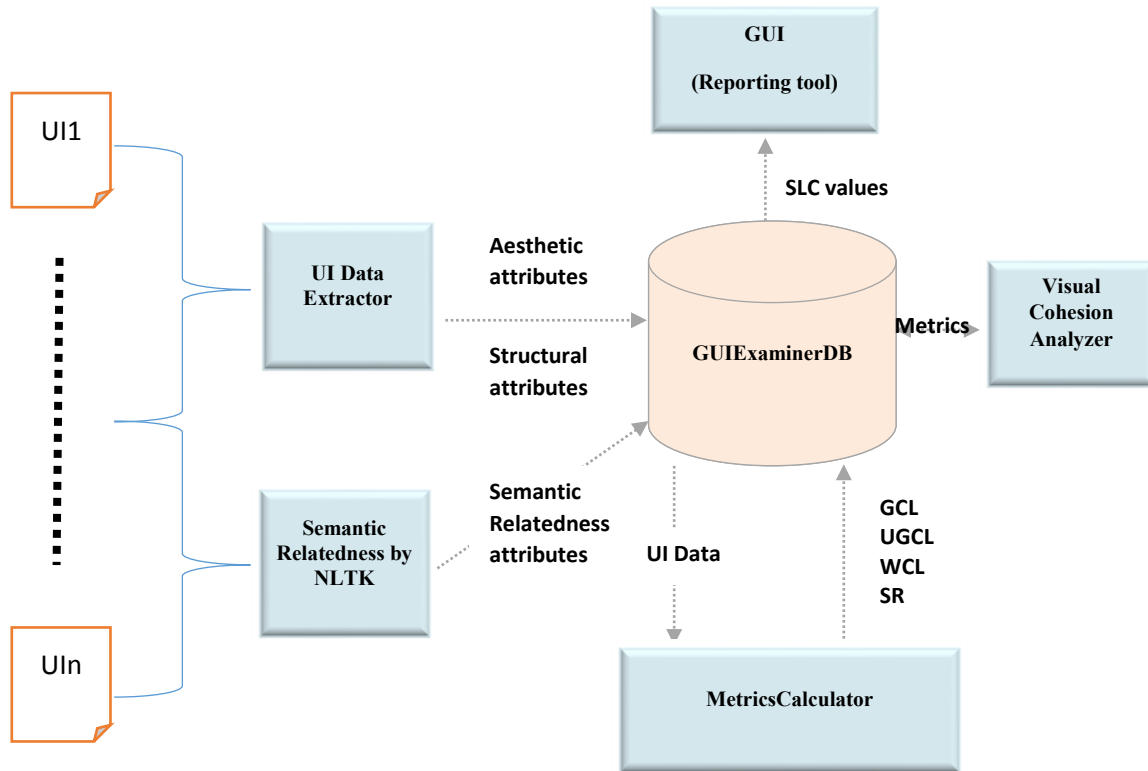 GUI
(Reporting tool)
UI1
SLC values
UI Data
Extractor
Aesthetic
attributes
Structural
attributes
GUIExaminerDB
Metrics
Visual
Cohesion
Analyzer
Semantic
Relatedness by
NLTK
Semantic
Relatedness
attributes
UI Data
GCL
UGCL
WCL
SR
UIn
MetricsCalculator